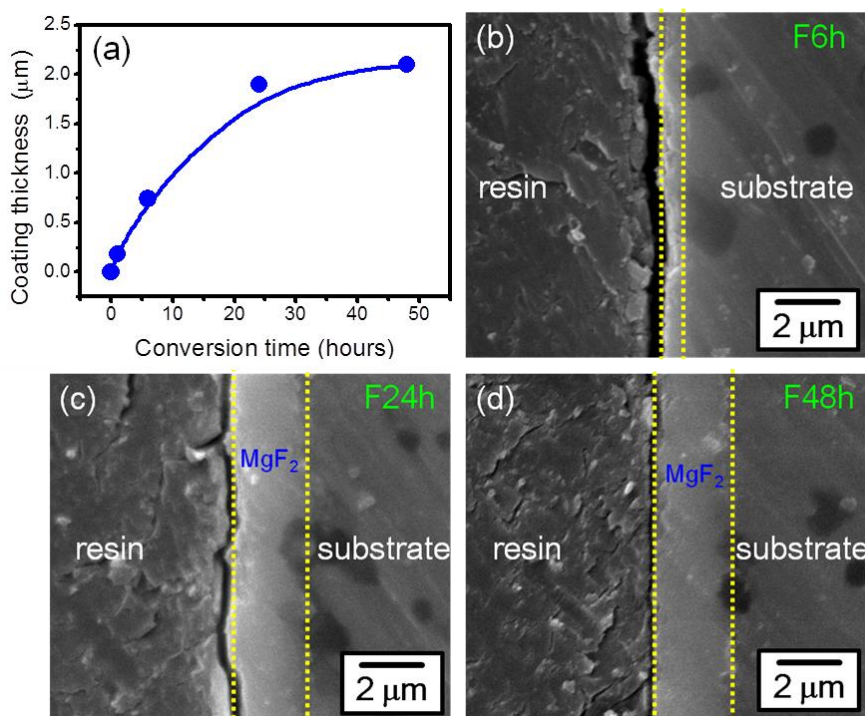 (a)
Coating thickness (μm)
2.5
2.0
1.5
1.0
0.5
0.0
0 10 20 30 40 50
Conversion time (hours)
(b) F6h
resin substrate
2 μm
(c) F24h
MgF₂
resin substrate
2 μm
(d) F48h
MgF₂
resin substrate
2 μm